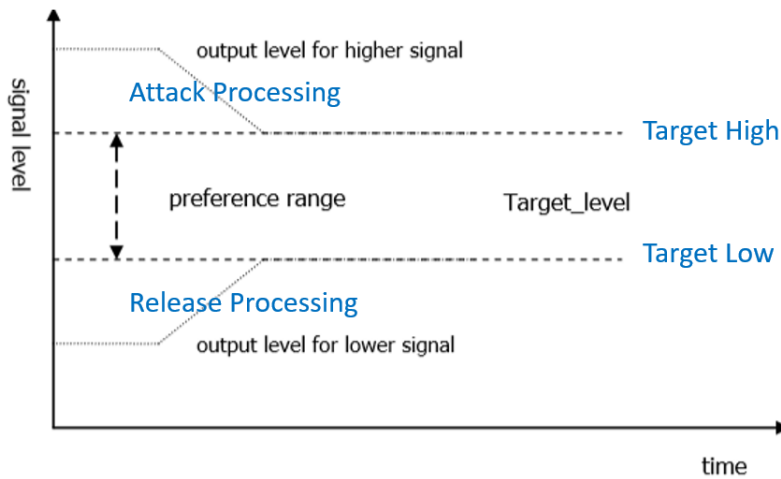 output level for higher signal
Attack Processing
Target High
signal level
preference range
Target_level
Target Low
Release Processing
output level for lower signal
time